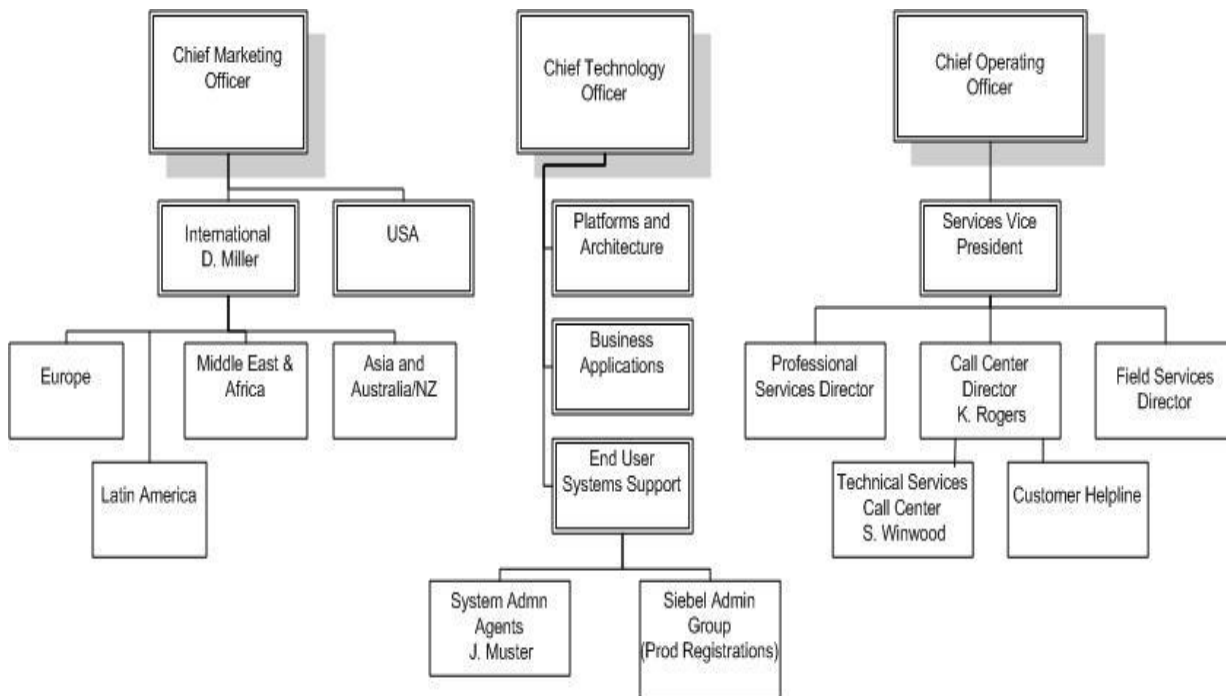 Chief Marketing
Officer
Chief Technology
Officer
Chief Operating
Officer
International
D. Miller
USA
Platforms and
Architecture
Services Vice
President
Europe
Middle East &
Africa
Asia and
Australia/NZ
Business
Applications
Professional
Services Director
Call Center
Director
K. Rogers
Field Services
Director
Latin America
End User
Systems Support
Technical Services
Call Center
S. Winwood
Customer Helpline
System Admn
Agents
J. Muster
Siebel Admin
Group
(Prod Registrations)